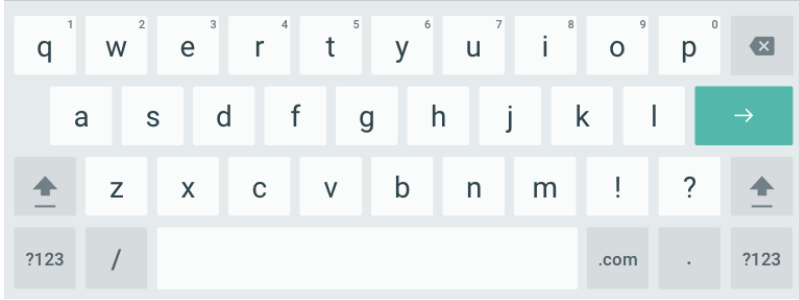 1 2 3 4 5 6 7 8 9 0
q w e r t y u i o p
a s d f g h j k l
z x c v b n m ! ?
?123 / .com . ?123